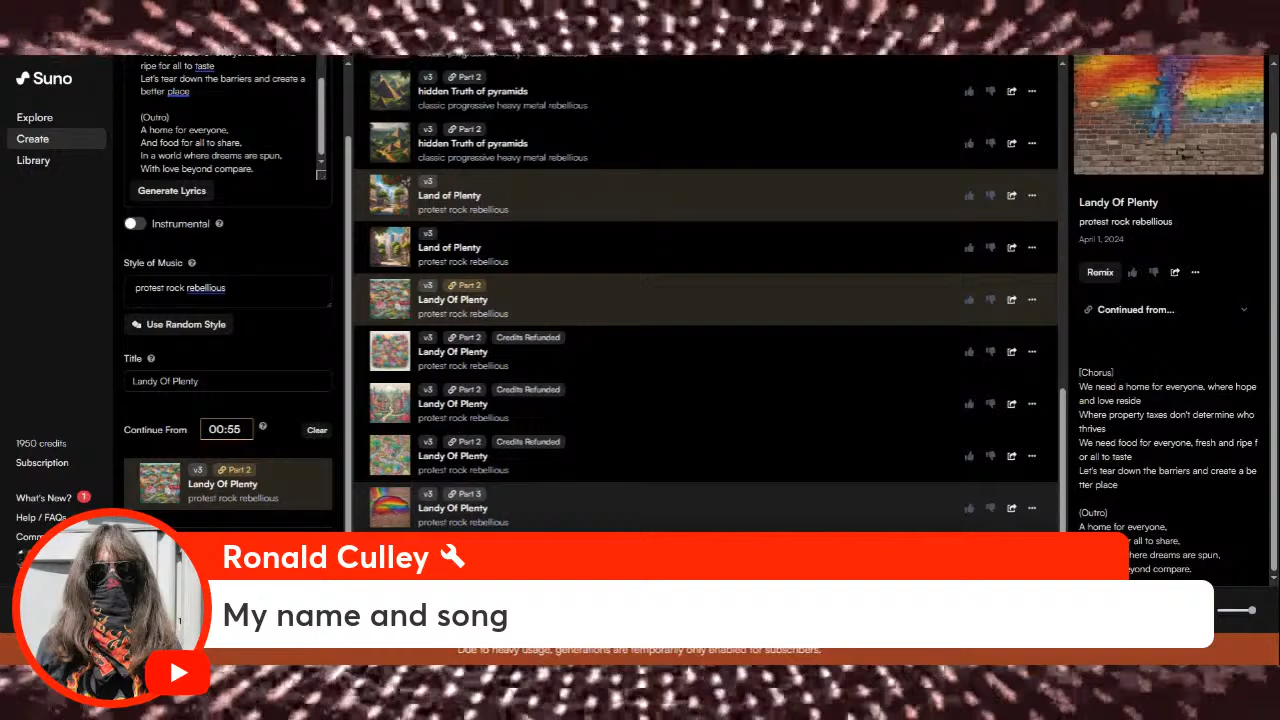 Suno
Explore
Create
Library
1950 credits
Subscription
What's New? 1
Help / FAQs
ripe for all to taste
Let's tear down the barriers and create a
better place
(Outro)
A home for everyone,
And food for all to share,
In a world where dreams are spun,
With love beyond compare.
Generate Lyrics
Instrumental
Style of Music
protest rock rebellious
Use Random Style
Title
Landy Of Plenty
Continue From 00:55 Clear
v3 Part 2
Landy Of Plenty
protest rock rebellious
v3 Part 2
hidden Truth of pyramids
classic progressive heavy metal rebellious
v3 Part 2
hidden Truth of pyramids
classic progressive heavy metal rebellious
v3
Land of Plenty
protest rock rebellious
v3
Land of Plenty
protest rock rebellious
v3 Part 2
Landy Of Plenty
protest rock rebellious
v3 Part 2 Credits Refunded
Landy Of Plenty
protest rock rebellious
v3 Part 2 Credits Refunded
Landy Of Plenty
protest rock rebellious
v3 Part 2 Credits Refunded
Landy Of Plenty
protest rock rebellious
v3 Part 3
Landy Of Plenty
protest rock rebellious
Landy Of Plenty
protest rock rebellious
April 1, 2024
Remix
Continued from...
[Chorus]
We need a home for everyone, where hope
and love reside
Where property taxes don't determine who
thrives
We need food for everyone, fresh and ripe f
or all to taste
Let's tear down the barriers and create a be
tter place
(Outro)
A home for everyone,
all to share,
where dreams are spun,
compare.
Ronald Culley
My name and song
Due to heavy usage, generations are temporarily only enabled for subscribers.